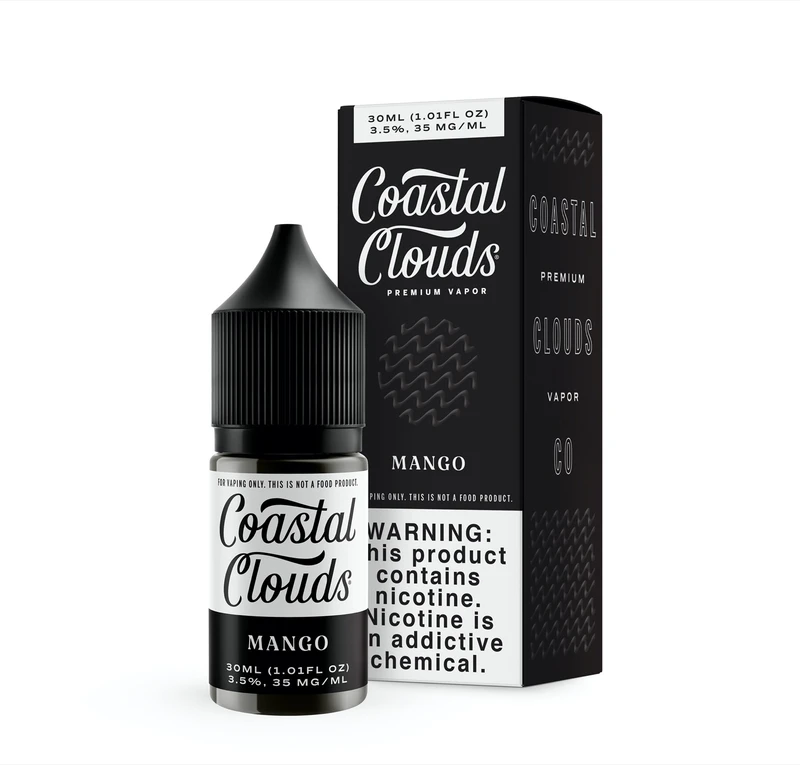 30ML (1.01FL OZ)
3.5%, 35 MG/ML
Coastal
Clouds®
PREMIUM VAPOR
MANGO
PING ONLY. THIS IS NOT A FOOD PRODUCT.
WARNING:
his product
contains
nicotine.
Nicotine is
n addictive
chemical.
COASTAL
PREMIUM
CLOUDS
VAPOR
CO
FOR VAPING ONLY. THIS IS NOT A FOOD PRODUCT.
Coastal
Clouds®
MANGO
30ML (1.01FL OZ)
3.5%, 35 MG/ML